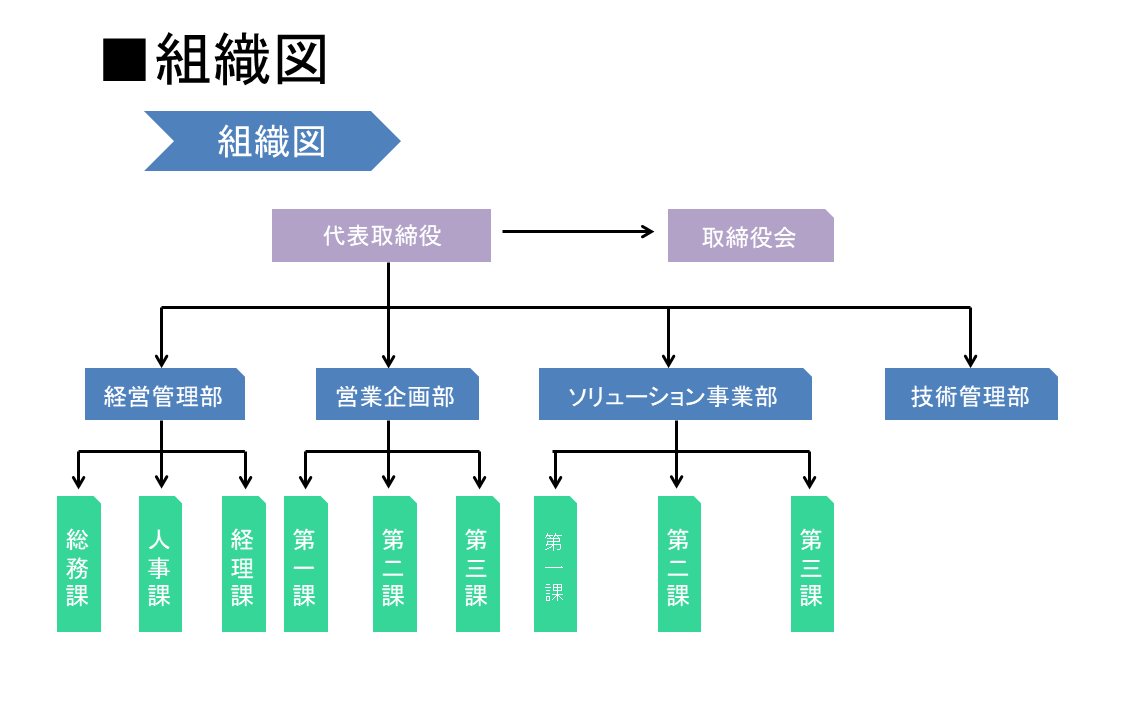 ■組織図
組織図
代表取締役
取締役会
経営管理部
営業企画部
ソリューション事業部
技術管理部
総務課
人事課
経理課
第一課
第二課
第三課
第一課
第二課
第三課